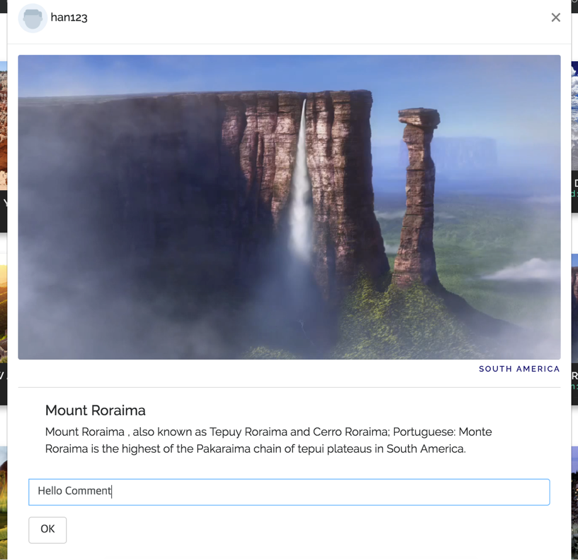 han123
SOUTH AMERICA
Mount Roraima
Mount Roraima , also known as Tepuy Roraima and Cerro Roraima; Portuguese: Monte
Roraima is the highest of the Pakaraima chain of tepui plateaus in South America.
Hello Comment
OK